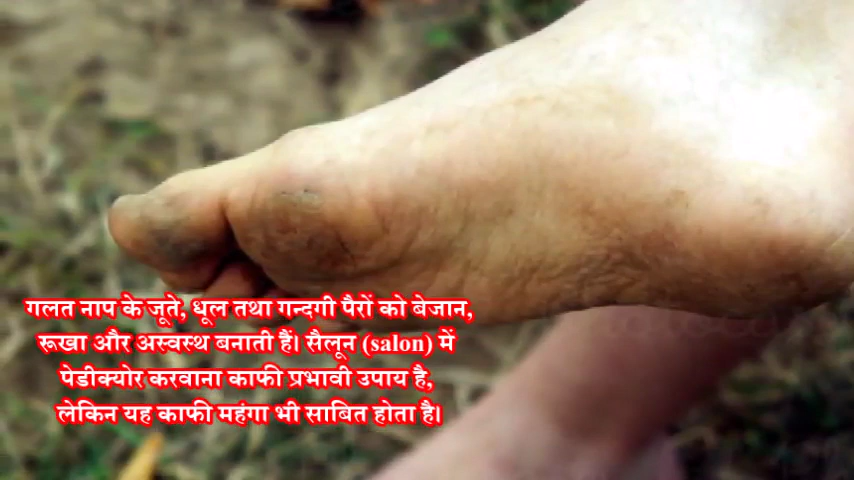 गलत नाप के जूते, धूल तथा गन्दगी पैरों को बेजान,
रूखा और अस्वस्थ बनाती हैं। सैलून (salon) में
पेडीक्योर करवाना काफी प्रभावी उपाय है,
लेकिन यह काफी महंगा भी साबित होता है।